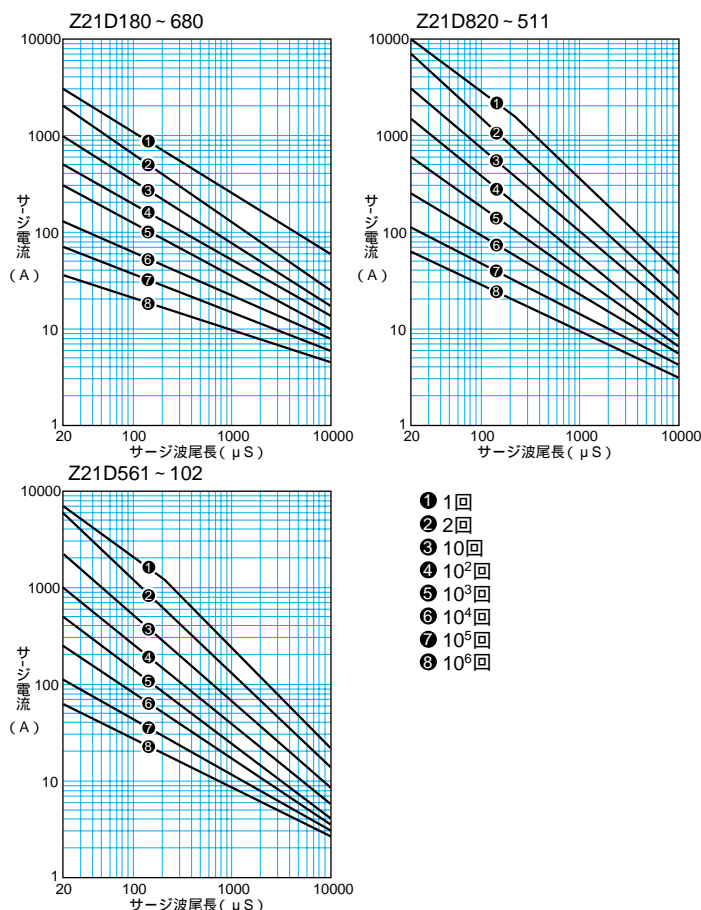 Z21D180~680
10000
1000
100
10
1
サージ電流
(A)
❶
❷
❸
❹
❺
❻
❼
❽
20 100 1000 10000
サージ波尾長(μS)
Z21D820~511
10000
1000
100
10
1
サージ電流
(A)
❶
❷
❸
❹
❺
❻
❼
❽
20 100 1000 10000
サージ波尾長(μS)
Z21D561~102
10000
1000
100
10
1
サージ電流
(A)
❶
❷
❸
❹
❺
❻
❼
❽
20 100 1000 10000
サージ波尾長(μS)
❶ 1回
❷ 2回
❸ 10回
❹ 10²回
❺ 10³回
❻ 10⁴回
❼ 10⁵回
❽ 10⁶回